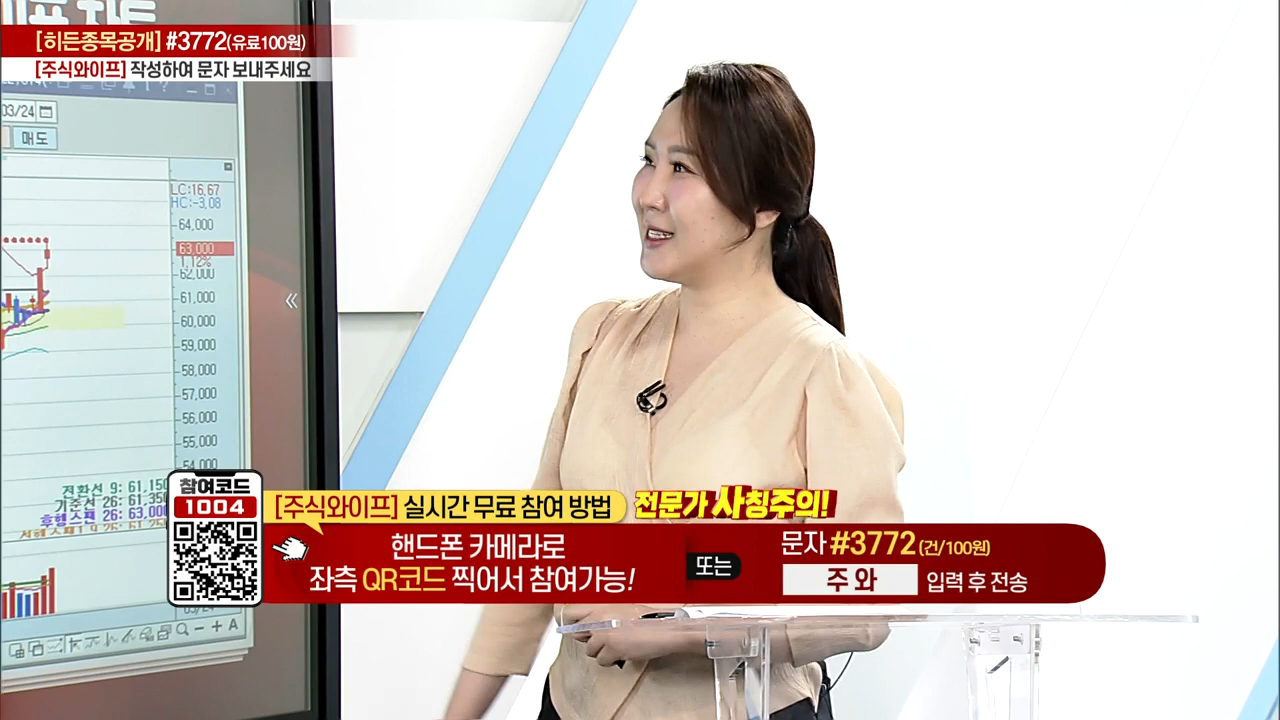 [히든종목공개] #3772(유료100원)
[주식와이프] 작성하여 문자 보내주세요
03/24
매도
LC:16.67
HC:-3.08
64,000
63,000
1.12%
62,000
61,000
60,000
59,000
58,000
57,000
56,000
55,000
54,000
전환선 9: 61,150
기준선 26: 61,350
후행스팬 26: 63,000
참여코드
1004
[주식와이프] 실시간 무료 참여 방법
전문가 사칭주의!
핸드폰 카메라로
좌측 QR코드 찍어서 참여가능!
또는
문자 #3772 (건/100원)
주 와 입력 후 전송